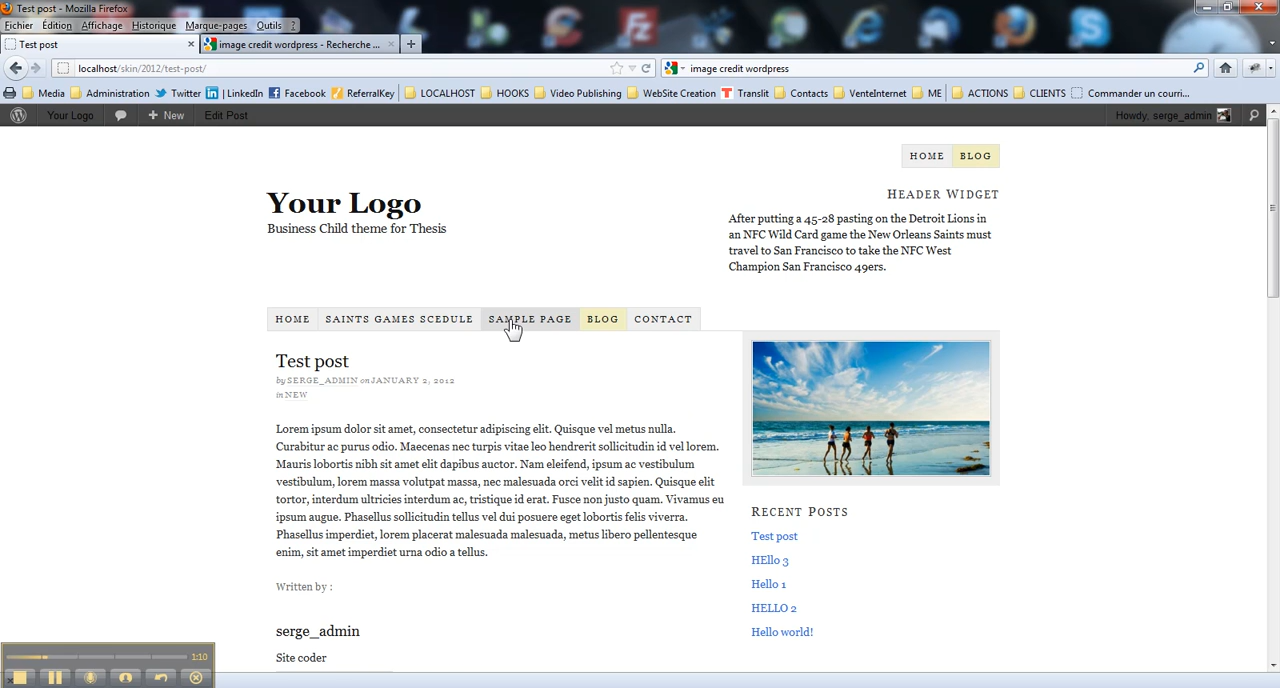 Test post - Mozilla Firefox
Fichier Édition Affichage Historique Marque-pages Outils ?
Test post
image credit wordpress - Recherche ...
localhost/skin/2012/test-post/
image credit wordpress
Media Administration Twitter | LinkedIn Facebook ReferralKey LOCALHOST HOOKS Video Publishing WebSite Creation Translit Contacts VenteInternet ME ACTIONS CLIENTS Commander un courri...
Your Logo + New Edit Post Howdy, serge_admin
HOME BLOG
HEADER WIDGET
After putting a 45-28 pasting on the Detroit Lions in
an NFC Wild Card game the New Orleans Saints must
travel to San Francisco to take the NFC West
Champion San Francisco 49ers.
Your Logo
Business Child theme for Thesis
HOME SAINTS GAMES SCEDULE SAMPLE PAGE BLOG CONTACT
Test post
by SERGE_ADMIN on JANUARY 2, 2012
in NEW
Lorem ipsum dolor sit amet, consectetur adipiscing elit. Quisque vel metus nulla.
Curabitur ac purus odio. Maecenas nec turpis vitae leo hendrerit sollicitudin id vel lorem.
Mauris lobortis nibh sit amet elit dapibus auctor. Nam eleifend, ipsum ac vestibulum
vestibulum, lorem massa volutpat massa, nec malesuada orci velit id sapien. Quisque elit
tortor, interdum ultricies interdum ac, tristique id erat. Fusce non justo quam. Vivamus eu
ipsum augue. Phasellus sollicitudin tellus vel dui posuere eget lobortis felis viverra.
Phasellus imperdiet, lorem placerat malesuada malesuada, metus libero pellentesque
enim, sit amet imperdiet urna odio a tellus.
Written by :
serge_admin
Site coder
RECENT POSTS
Test post
HEllo 3
Hello 1
HELLO 2
Hello world!
1:10